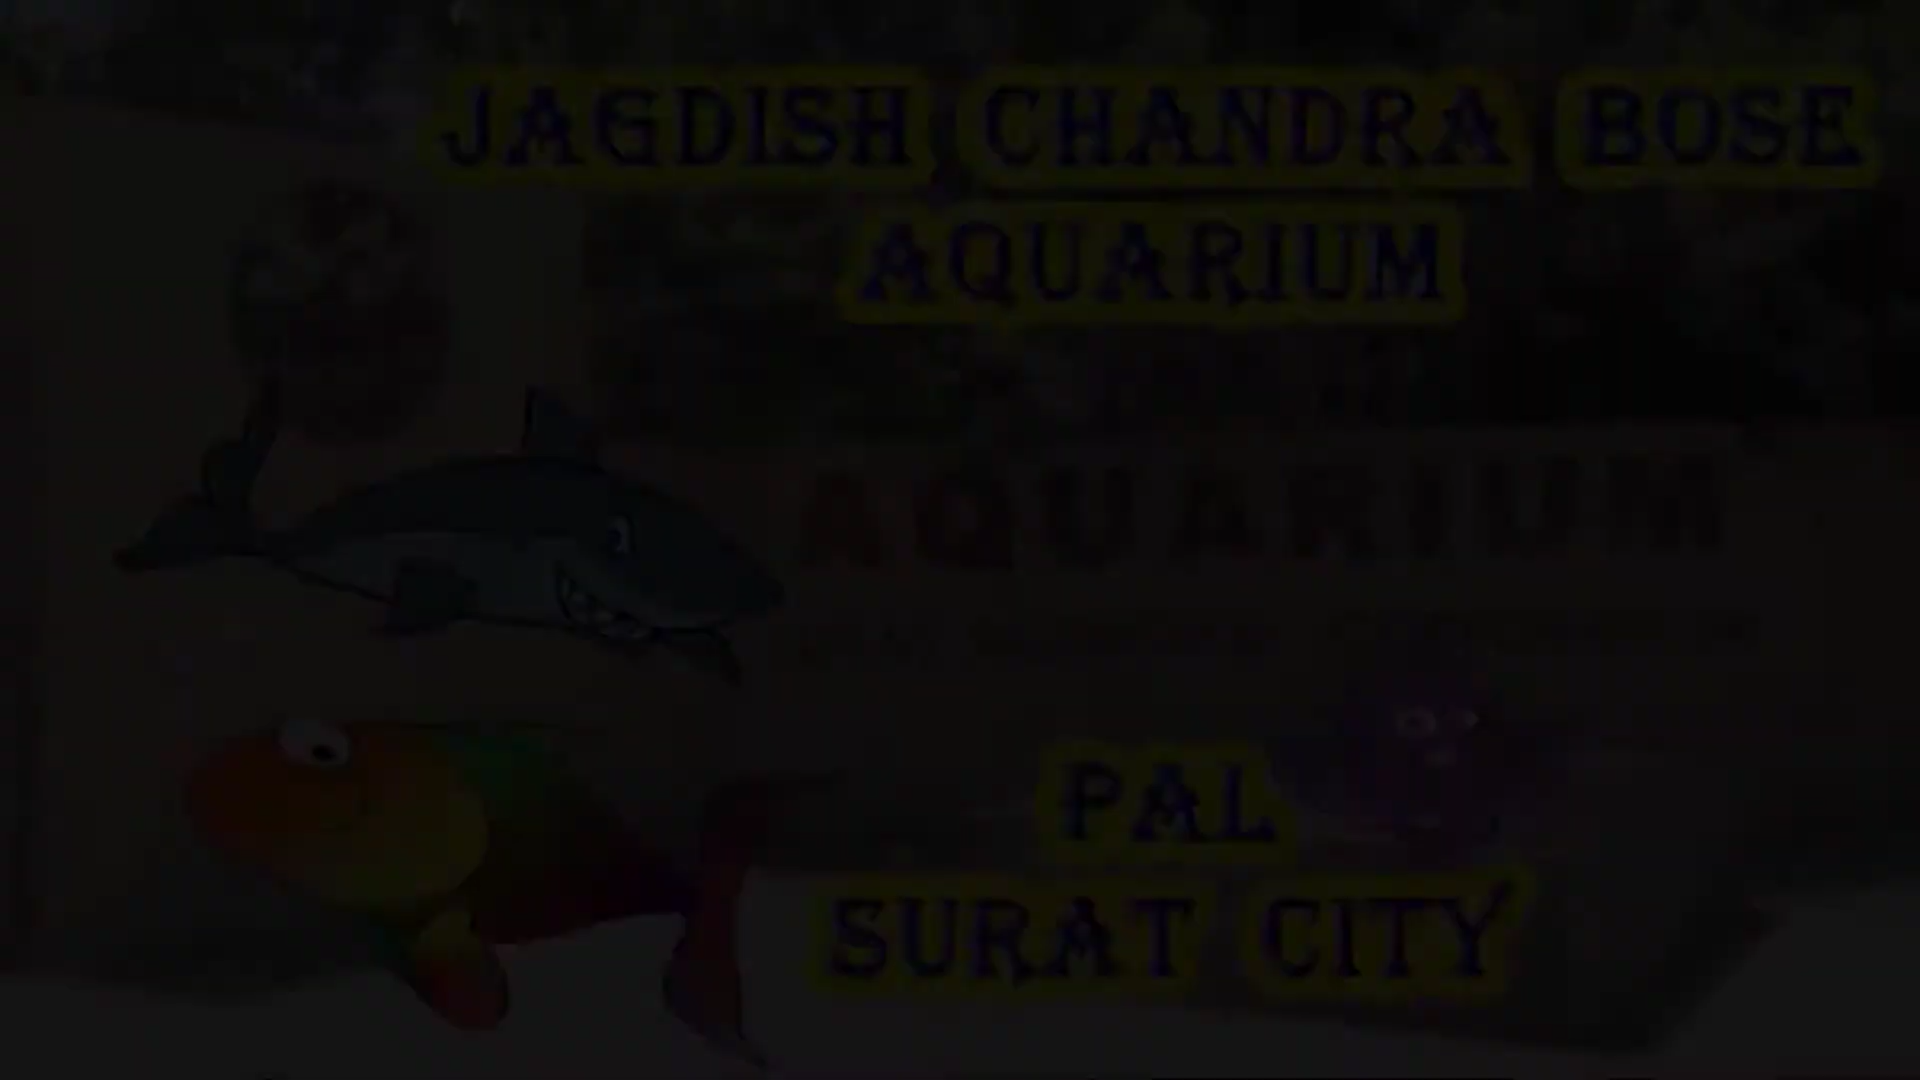 JAGDISH CHANDRA BOSE
AQUARIUM
AQUARIUM
PAL
SURAT CITY